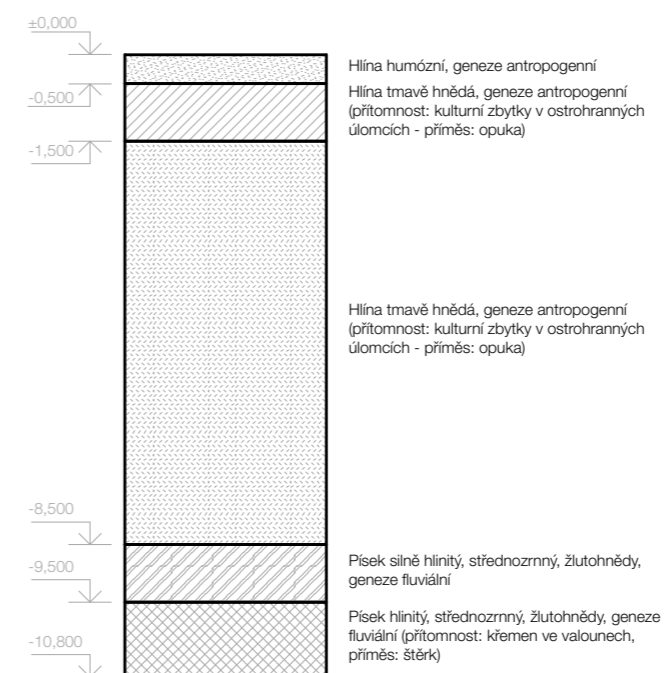 ±0,000
Hlína humózní, geneze antropogenní
-0,500
Hlína tmavě hnědá, geneze antropogenní
(přítomnost: kulturní zbytky v ostrohranných
úlomcích - příměs: opuka)
-1,500
Hlína tmavě hnědá, geneze antropogenní
(přítomnost: kulturní zbytky v ostrohranných
úlomcích - příměs: opuka)
-8,500
Písek silně hlinitý, střednozrnný, žlutohnědy,
geneze fluviální
-9,500
Písek hlinitý, střednozrnný, žlutohnědy, geneze
fluviální (přítomnost: křemen ve valounech,
příměs: štěrk)
-10,800